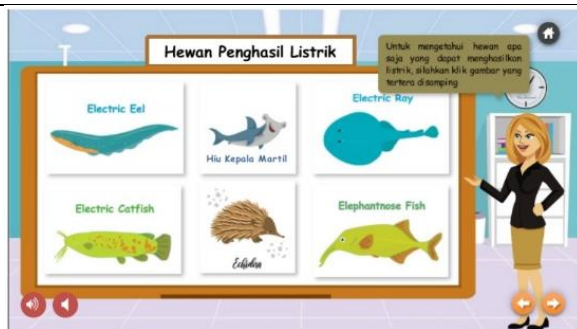 Hewan Penghasil Listrik
Untuk mengetahui hewan apa
saja yang dapat menghasilkan
listrik, silahkan klik gambar yang
tertera disamping
Electric Eel
Hiu Kepala Martil
Electric Ray
Electric Catfish
Echidna
Elephantnose Fish